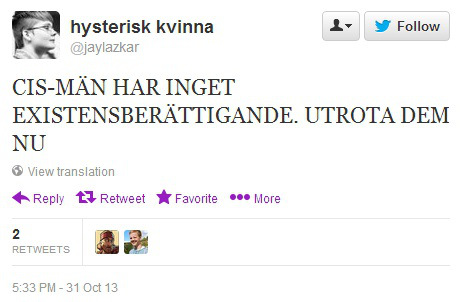 hysterisk kvinna
@jaylazkar
Follow
CIS-MÄN HAR INGET
EXISTENSBERÄTTIGANDE. UTROTA DEM
NU
View translation
Reply Retweet Favorite More
2
RETWEETS
5:33 PM - 31 Oct 13